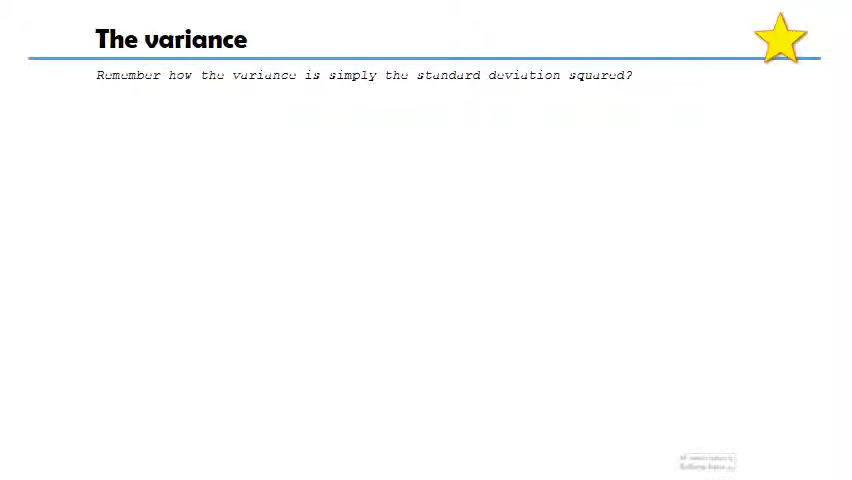 The variance
Remember how the variance is simply the standard deviation squared?